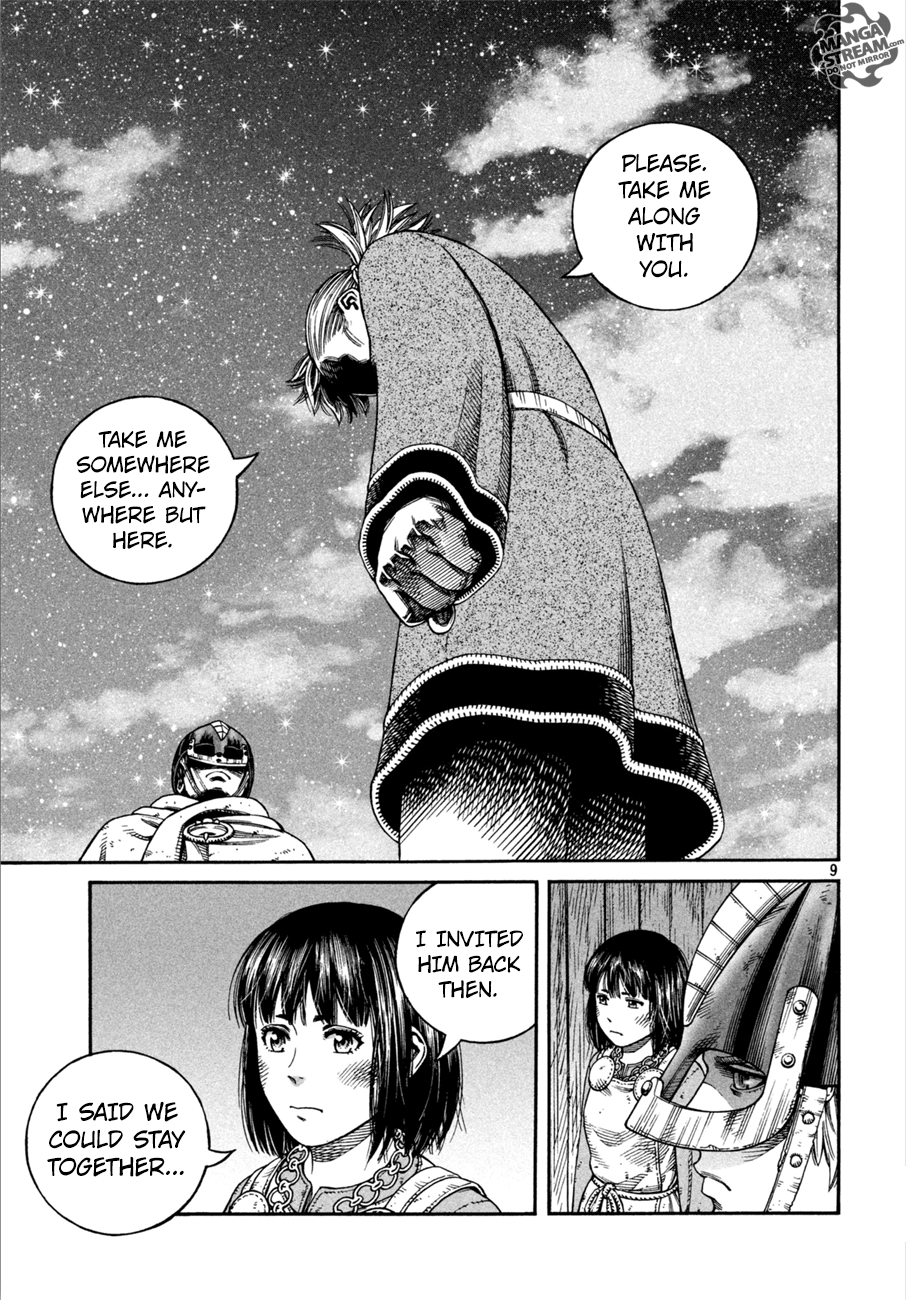 MANGA
STREAM.com
DO NOT MIRROR
PLEASE.
TAKE ME
ALONG
WITH
YOU.
TAKE ME
SOMEWHERE
ELSE... ANY-
WHERE BUT
HERE.
9
I INVITED
HIM BACK
THEN.
I SAID WE
COULD STAY
TOGETHER...